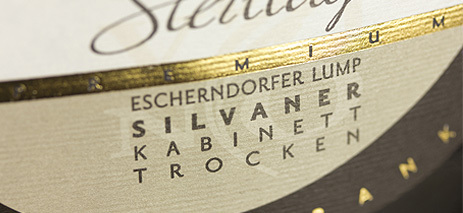 PREMIUM
ESCHERNDORFER LUMP
SILVANER
KABINETT
TROCKEN